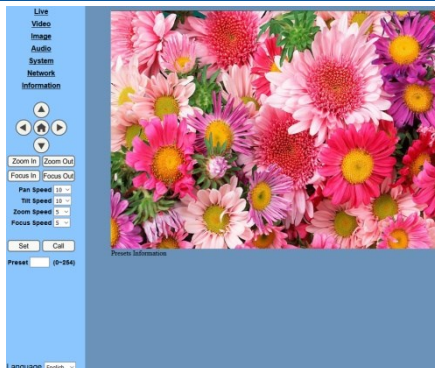 Live
Video
Image
Audio
System
Network
Information
Zoom In Zoom Out
Focus In Focus Out
Pan Speed 10
Tilt Speed 10
Zoom Speed 5
Focus Speed 5
Set Call
Preset (0~254)
Presets Information
Language English